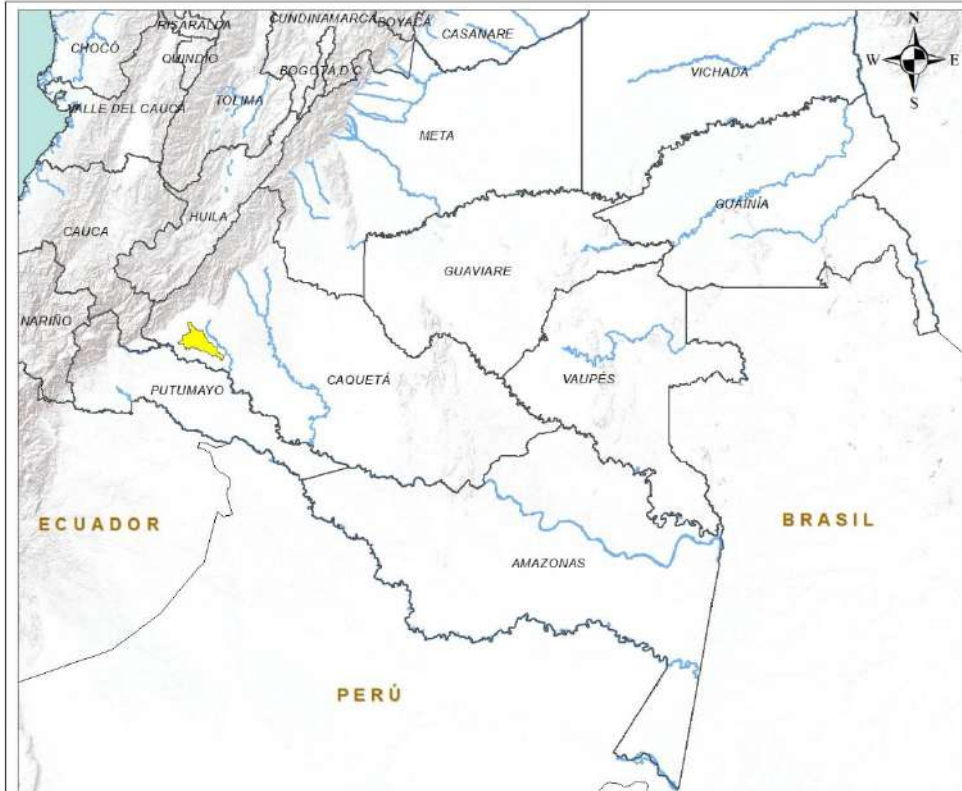 RISARALDA
CUNDINAMARCA
BOYACÁ
CASANARE
N
CHOCÓ
QUINDIO
W
E
BOGOTÁ D.C
VICHADA
S
VALLE DEL CAUCA
TOLIMA
META
GUAINÍA
HUILA
CAUCA
GUAVIARE
NARIÑO
CAQUETÁ
VAUPÉS
PUTUMAYO
ECUADOR
BRASIL
AMAZONAS
PERÚ